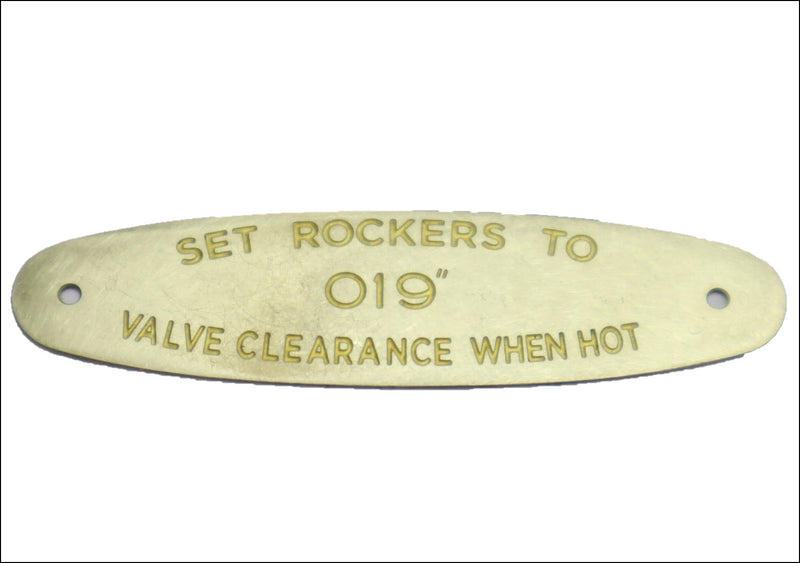 SET ROCKERS TO
019"
VALVE CLEARANCE WHEN HOT